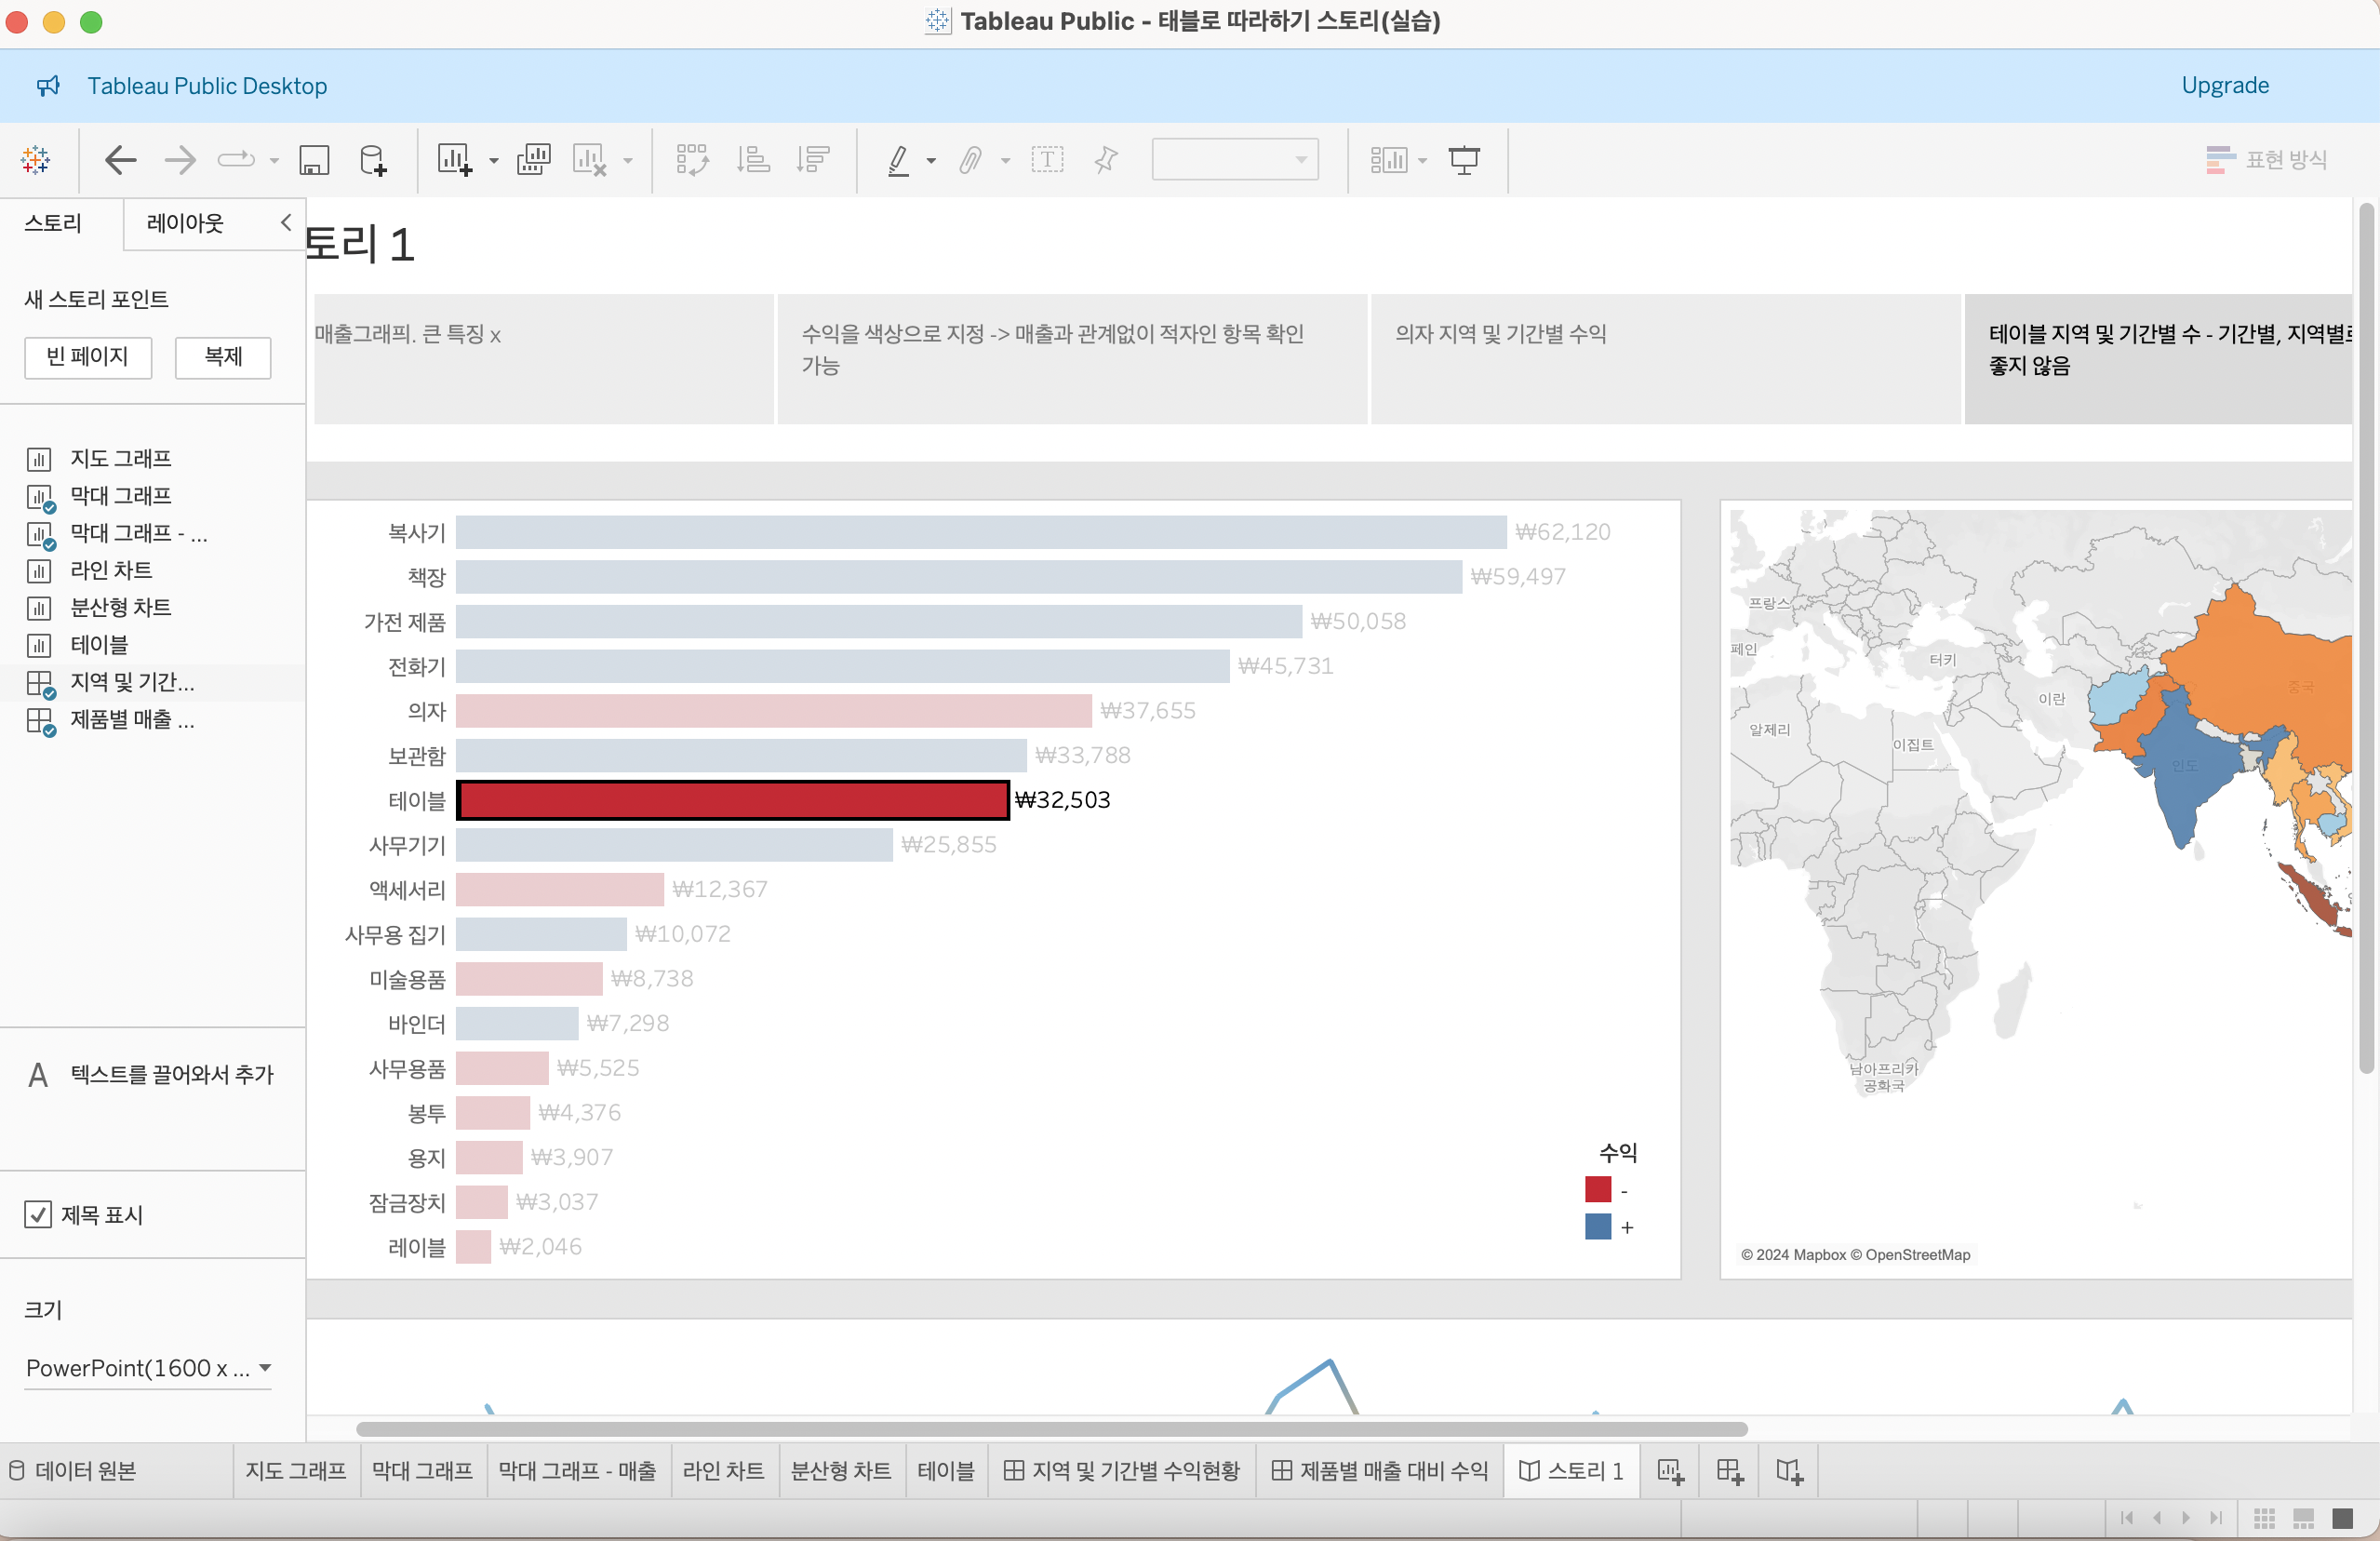 Tableau Public - 태블로 따라하기 스토리(실습)
Tableau Public Desktop
Upgrade
표현 방식
스토리
레이아웃
새 스토리 포인트
빈 페이지
복제
지도 그래프
막대 그래프
막대 그래프 - ...
라인 차트
분산형 차트
테이블
지역 및 기간...
제품별 매출 ...
A 텍스트를 끌어와서 추가
제목 표시
크기
PowerPoint(1600 x ...
토리 1
매출그래픠. 큰 특징 x
수익을 색상으로 지정 -> 매출과 관계없이 적자인 항목 확인
가능
의자 지역 및 기간별 수익
테이블 지역 및 기간별 수 - 기간별, 지역별로
좋지 않음
복사기 ₩62,120
책장 ₩59,497
가전 제품 ₩50,058
전화기 ₩45,731
의자 ₩37,655
보관함 ₩33,788
테이블 ₩32,503
사무기기 ₩25,855
액세서리 ₩12,367
사무용 집기 ₩10,072
미술용품 ₩8,738
바인더 ₩7,298
사무용품 ₩5,525
봉투 ₩4,376
용지 ₩3,907
잠금장치 ₩3,037
레이블 ₩2,046
수익
-
+
프랑스
페인
터키
이란
알제리
이집트
중국
인도
남아프리카
공화국
© 2024 Mapbox © OpenStreetMap
데이터 원본
지도 그래프
막대 그래프
막대 그래프 - 매출
라인 차트
분산형 차트
테이블
지역 및 기간별 수익현황
제품별 매출 대비 수익
스토리 1